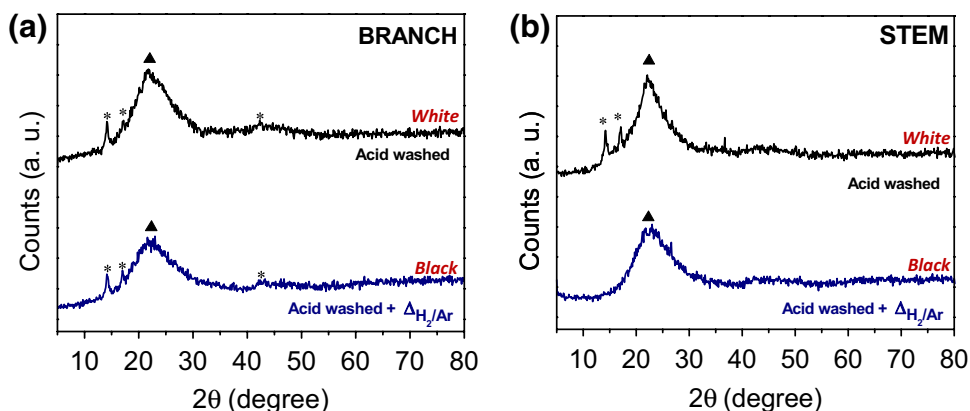 (a)
BRANCH
▲
* *
*
White
Acid washed
▲
* *
*
Black
Acid washed + Δ H₂/Ar
Counts (a. u.)
10 20 30 40 50 60 70 80
2θ (degree)
(b)
STEM
▲
* *
White
Acid washed
▲
Black
Acid washed + Δ H₂/Ar
Counts (a. u.)
10 20 30 40 50 60 70 80
2θ (degree)